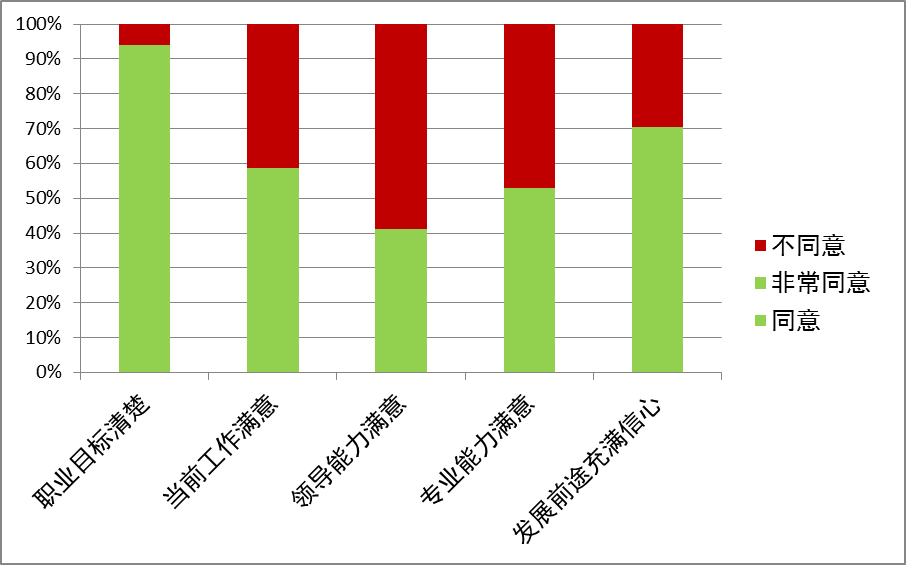 100%
90%
80%
70%
60%
50%
40%
30%
20%
10%
0%
职业目标清楚
当前工作满意
领导能力满意
专业能力满意
发展前途充满信心
不同意
非常同意
同意